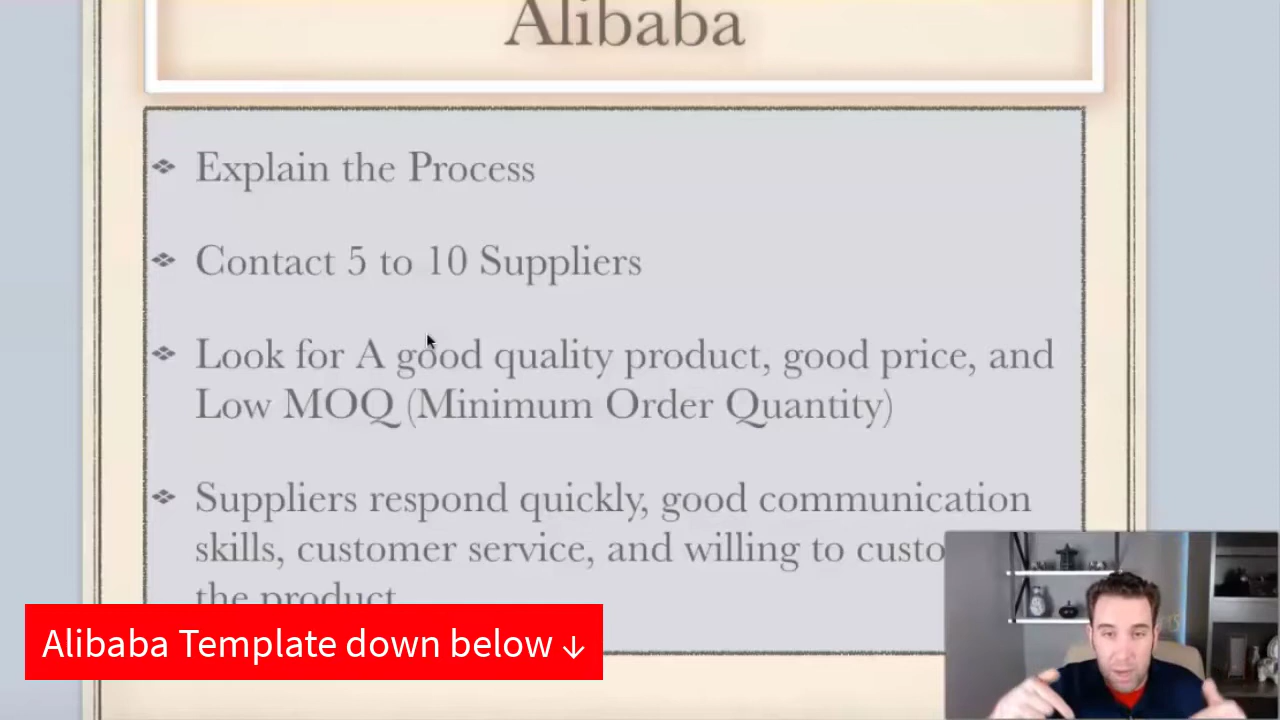 Alibaba
Explain the Process
Contact 5 to 10 Suppliers
Look for A good quality product, good price, and
Low MOQ (Minimum Order Quantity)
Suppliers respond quickly, good communication
skills, customer service, and willing to custo
the product
Alibaba Template down below ↓